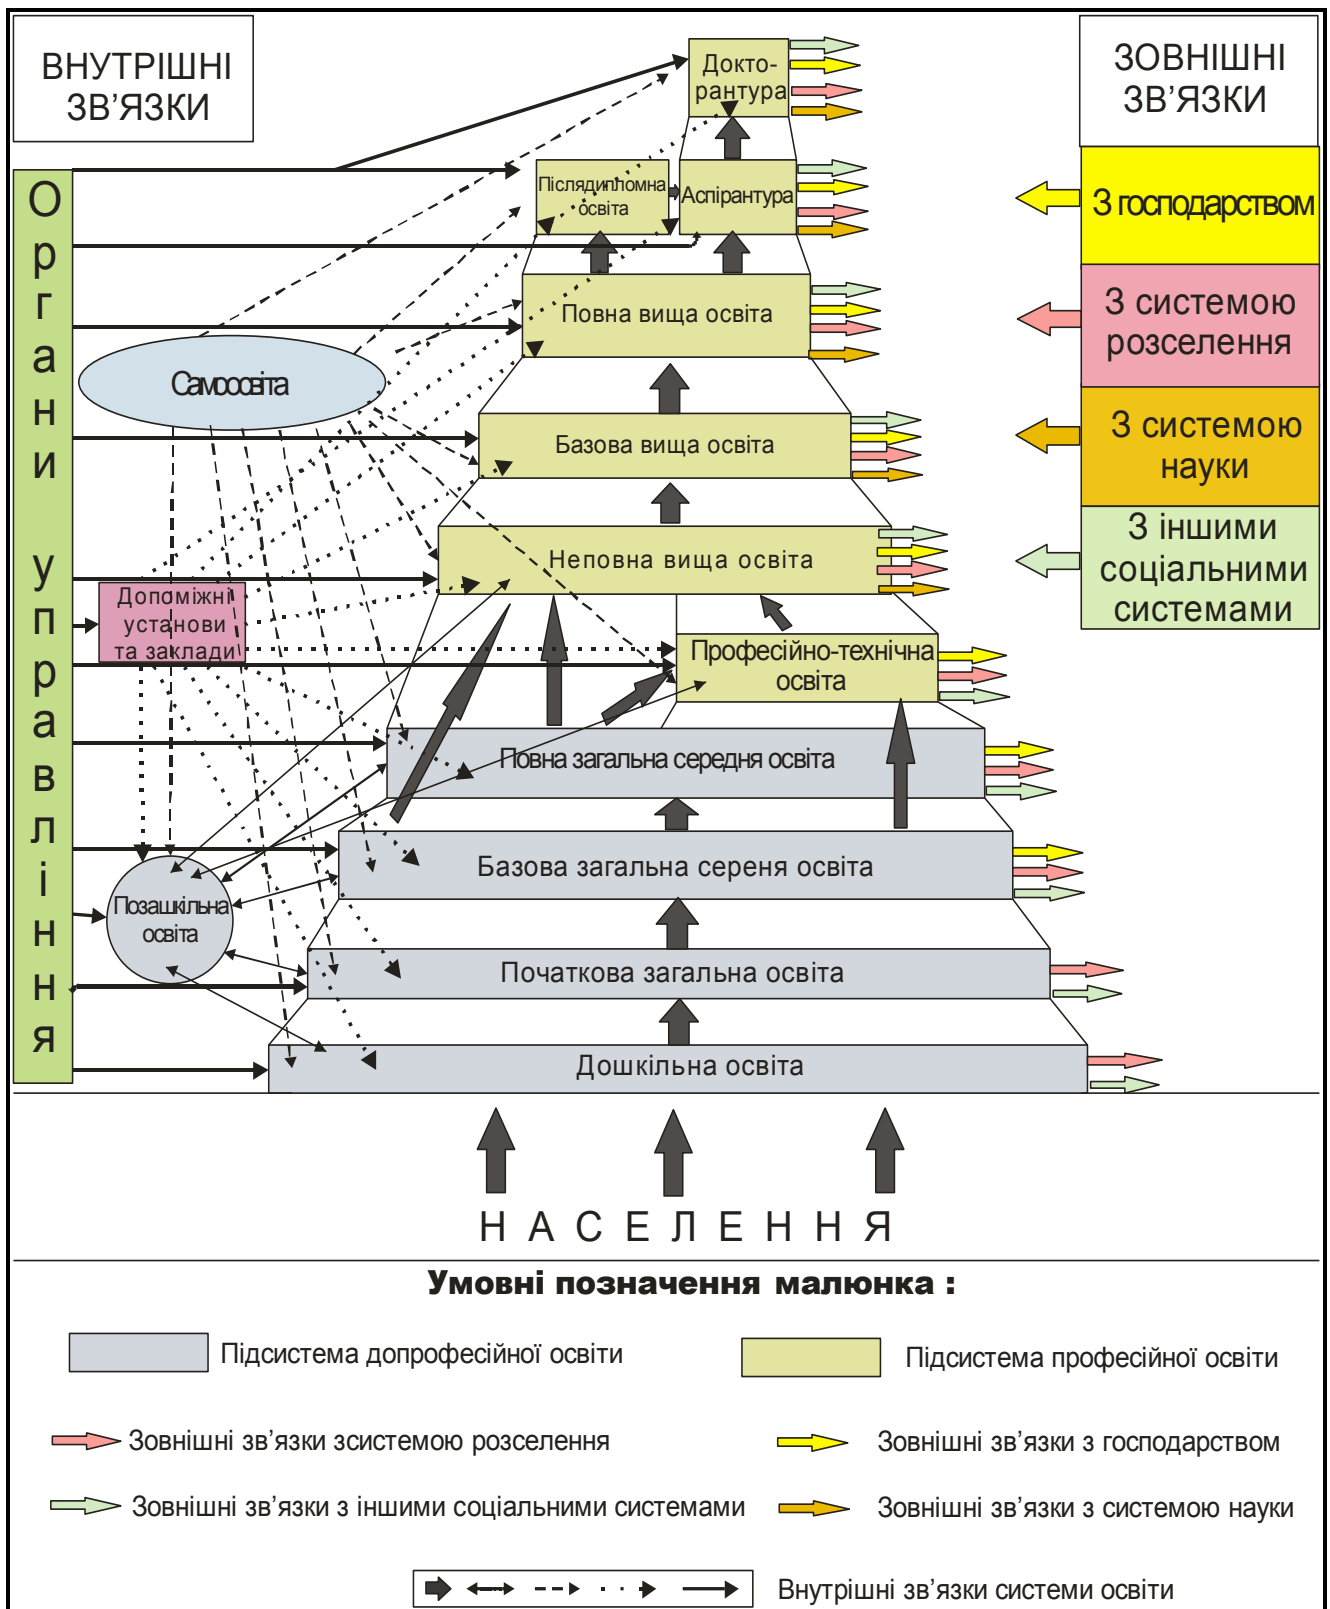 ВНУТРІШНІ
ЗВ’ЯЗКИ
ЗОВНІШНІ
ЗВ’ЯЗКИ
Докто-
рантура
Післядипломна
освіта
Аспірантура
Органи управління
З господарством
З системою
розселення
З системою
науки
З іншими
соціальними
системами
Повна вища освіта
Самоосвіта
Базова вища освіта
Неповна вища освіта
Допоміжні
установи
та заклади
Професійно-технічна
освіта
Повна загальна середня освіта
Базова загальна середня освіта
Позашкільна
освіта
Початкова загальна освіта
Дошкільна освіта
НАСЕЛЕННЯ
Умовні позначення малюнка :
Підсистема допрофесійної освіти
Підсистема професійної освіти
Зовнішні зв’язки зсистемою розселення
Зовнішні зв’язки з господарством
Зовнішні зв’язки з іншими соціальними системами
Зовнішні зв’язки з системою науки
Внутрішні зв’язки системи освіти